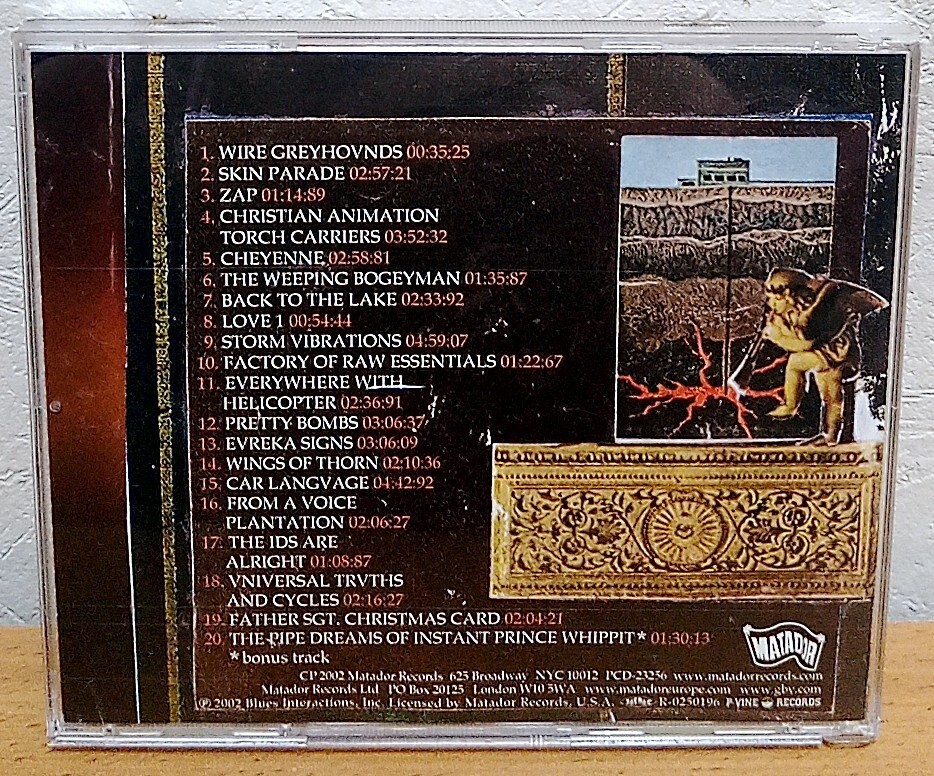 1. WIRE GREYHOVNDS 00:35:25
2. SKIN PARADE 02:57:21
3. ZAP 01:14:89
4. CHRISTIAN ANIMATION
TORCH CARRIERS 03:52:32
5. CHEYENNE 02:58:81
6. THE WEEPING BOGEYMAN 01:35:87
7. BACK TO THE LAKE 02:33:92
8. LOVE 1 00:54:44
9. STORM VIBRATIONS 04:59:07
10. FACTORY OF RAW ESSENTIALS 01:22:67
11. EVERYWHERE WITH
HELICOPTER 02:36:91
12. PRETTY BOMBS 03:06:37
13. EVREKA SIGNS 03:06:09
14. WINGS OF THORN 02:10:36
15. CAR LANGVAGE 04:42:92
16. FROM A VOICE
PLANTATION 02:06:27
17. THE IDS ARE
ALRIGHT 01:08:87
18. VNIVERSAL TRVTHS
AND CYCLES 02:16:27
19. FATHER SGT. CHRISTMAS CARD 02:04:21
20. THE PIPE DREAMS OF INSTANT PRINCE WHIPPIT* 01:30:13
*bonus track
MATADOR
CP 2002 Matador Records 625 Broadway NYC 10012 PCD-23256 www.matadorrecords.com
Matador Records Ltd PO Box 20125 London W10 5WA www.matadoreurope.com www.gbv.com
℗ 2002 Blues Interactions, Inc. Licensed by Matador Records, U.S.A. R-0250196 P-VINE RECORDS